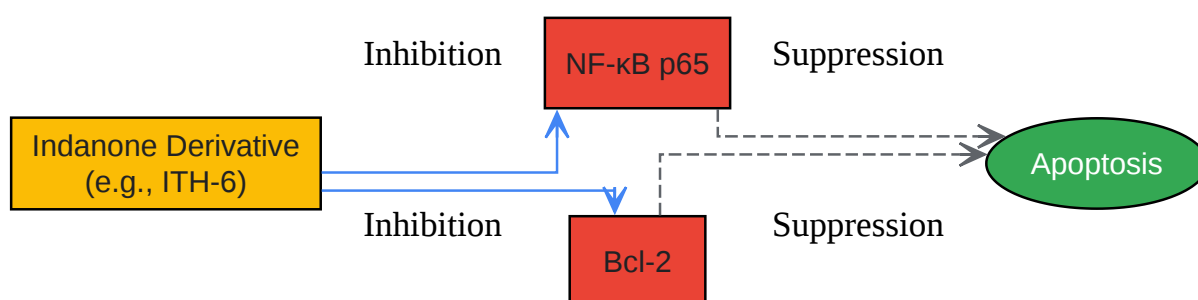 Inhibition
NF-κB p65
Suppression
Indanone Derivative
(e.g., ITH-6)
Apoptosis
Inhibition
Suppression
Bcl-2